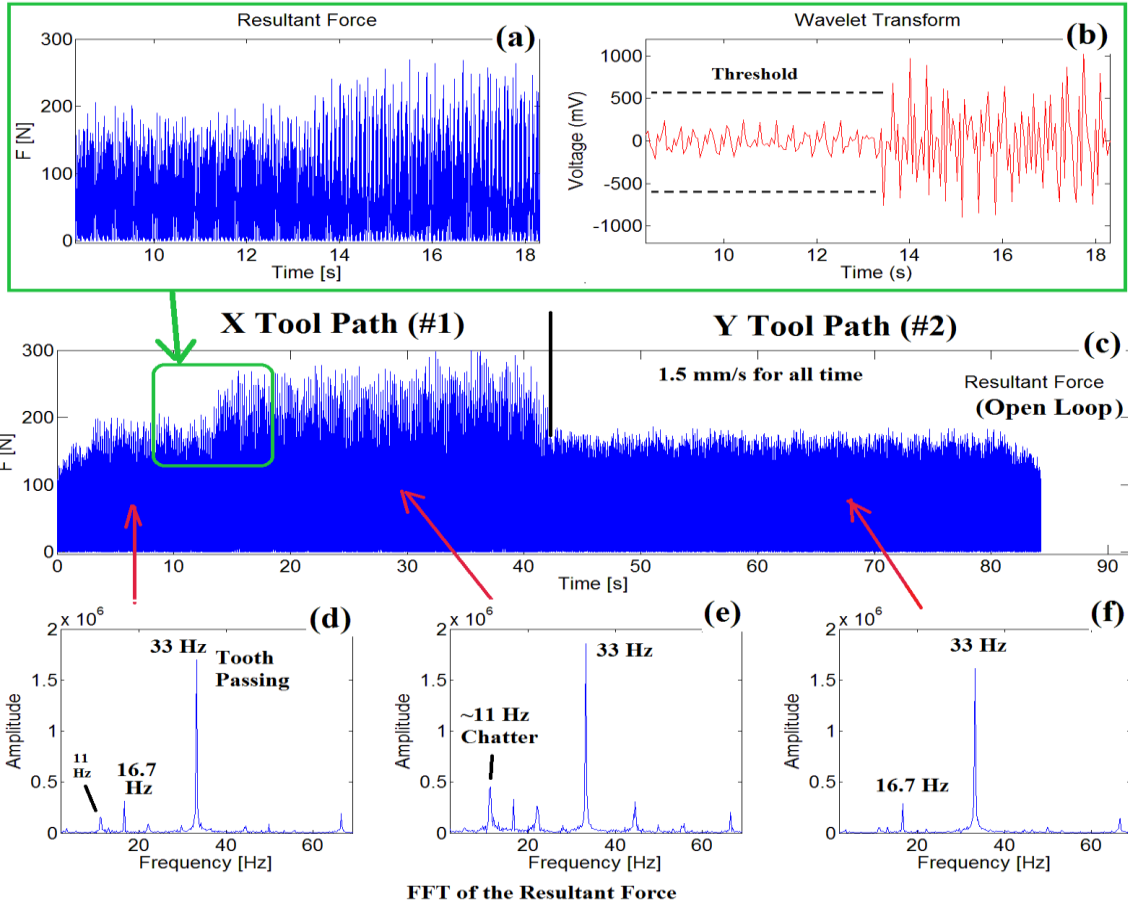 Resultant Force
(a)
300
200
100
0
F [N]
10
12
14
16
18
Time [s]
Wavelet Transform
(b)
Threshold
1000
500
0
-500
-1000
Voltage (mV)
10
12
14
16
18
Time (s)
X Tool Path (#1)
Y Tool Path (#2)
(c)
1.5 mm/s for all time
Resultant Force
(Open Loop)
300
200
100
0
F [N]
0
10
20
30
40
50
60
70
80
90
Time [s]
(d)
x 10^6
2
1.5
1
0.5
0
Amplitude
33 Hz
Tooth
Passing
11
Hz
16.7
Hz
20
40
60
Frequency [Hz]
(e)
x 10^6
2
1.5
1
0.5
0
Amplitude
33 Hz
~11 Hz
Chatter
20
40
60
Frequency [Hz]
(f)
x 10^6
2
1.5
1
0.5
0
Amplitude
33 Hz
16.7 Hz
20
40
60
Frequency [Hz]
FFT of the Resultant Force